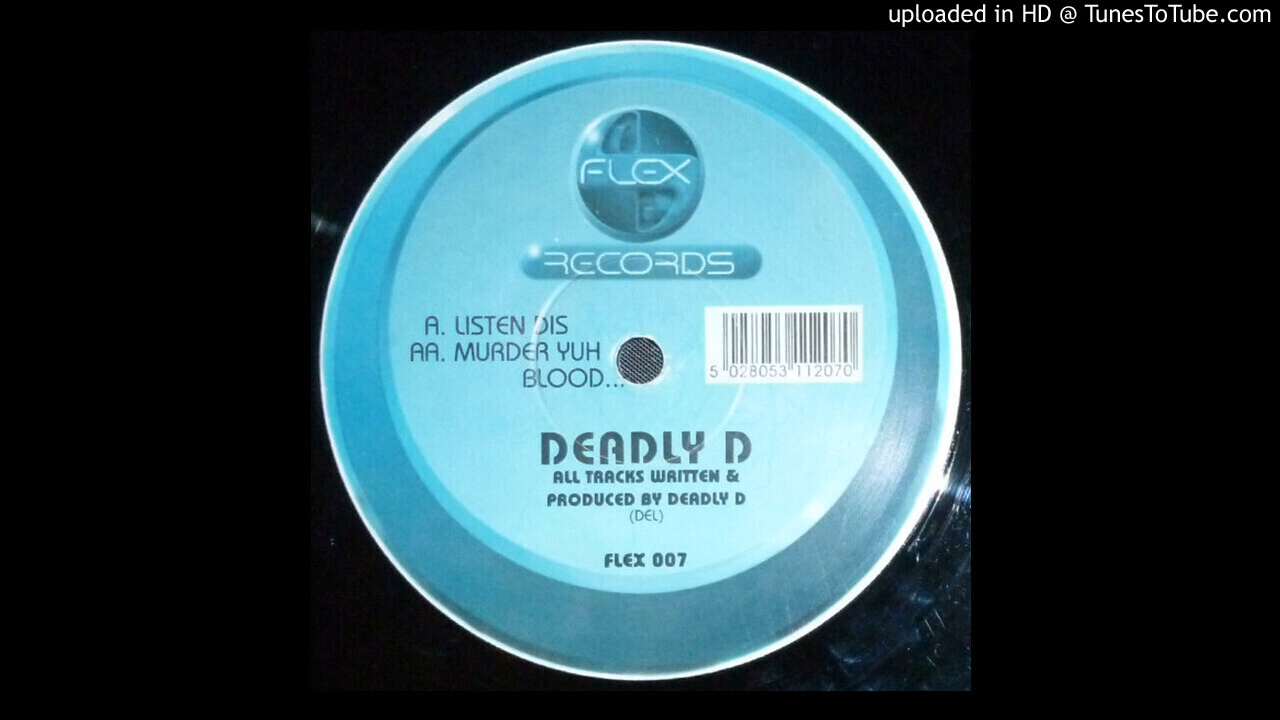 uploaded in HD @ TunesToTube.com
FLEX
RECORDS
A. LISTEN DIS
AA. MURDER YUH
BLOOD...
5 028053 112070
DEADLY D
ALL TRACKS WRITTEN &
PRODUCED BY DEADLY D
(DEL)
FLEX 007